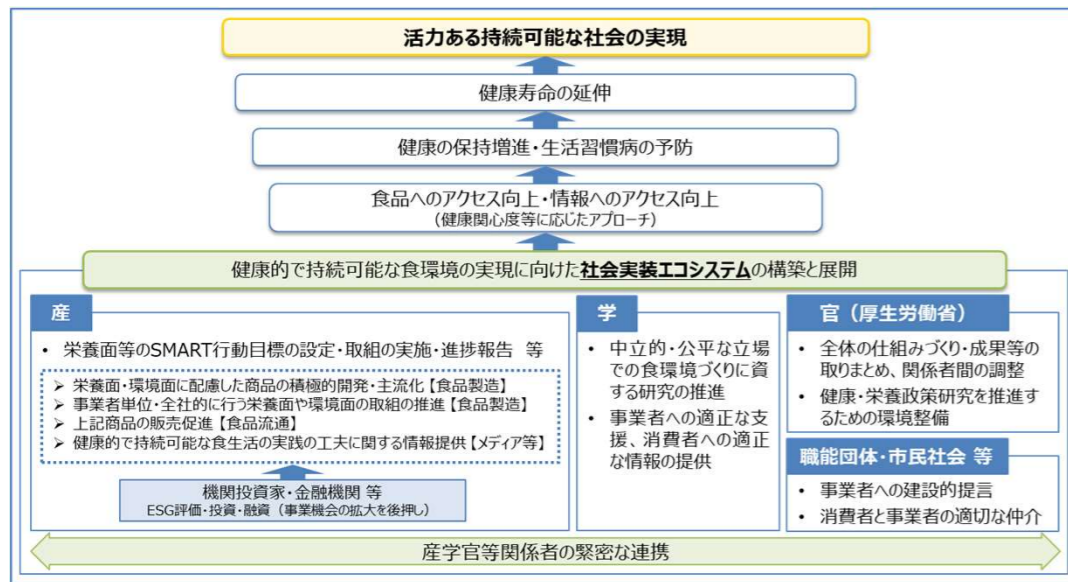 活力ある持続可能な社会の実現
健康寿命の延伸
健康の保持増進・生活習慣病の予防
食品へのアクセス向上・情報へのアクセス向上
（健康関心度等に応じたアプローチ）
健康的で持続可能な食環境の実現に向けた社会実装エコシステムの構築と展開
産
• 栄養面等のSMART行動目標の設定・取組の実施・進捗報告 等
➢ 栄養面・環境面に配慮した商品の積極的開発・主流化【食品製造】
➢ 事業者単位・全社的に行う栄養面や環境面の取組の推進【食品製造】
➢ 上記商品の販売促進【食品流通】
➢ 健康的で持続可能な食生活の実践の工夫に関する情報提供【メディア等】
機関投資家・金融機関 等
ESG評価・投資・融資（事業機会の拡大を後押し）
学
• 中立的・公平な立場
での食環境づくりに資
する研究の推進
• 事業者への適正な支
援、消費者への適正
な情報の提供
官（厚生労働省）
• 全体の仕組みづくり・成果等の
取りまとめ、関係者間の調整
• 健康・栄養政策研究を推進す
るための環境整備
職能団体・市民社会 等
• 事業者への建設的提言
• 消費者と事業者の適切な仲介
産学官等関係者の緊密な連携